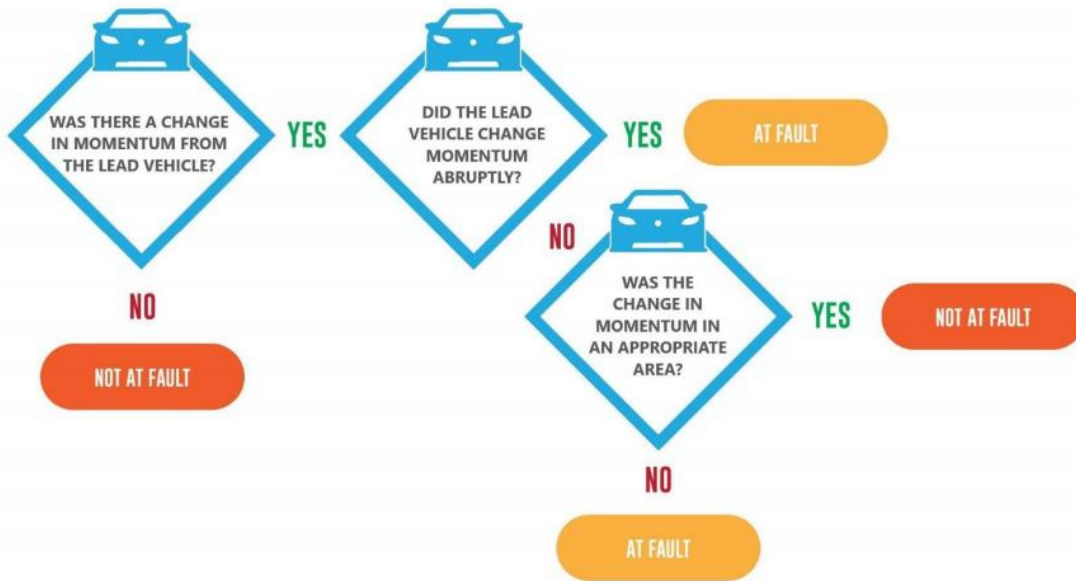 WAS THERE A CHANGE
IN MOMENTUM FROM
THE LEAD VEHICLE?
YES
DID THE LEAD
VEHICLE CHANGE
MOMENTUM
ABRUPTLY?
YES
AT FAULT
NO
NOT AT FAULT
NO
WAS THE
CHANGE IN
MOMENTUM IN
AN APPROPRIATE
AREA?
YES
NOT AT FAULT
NO
AT FAULT